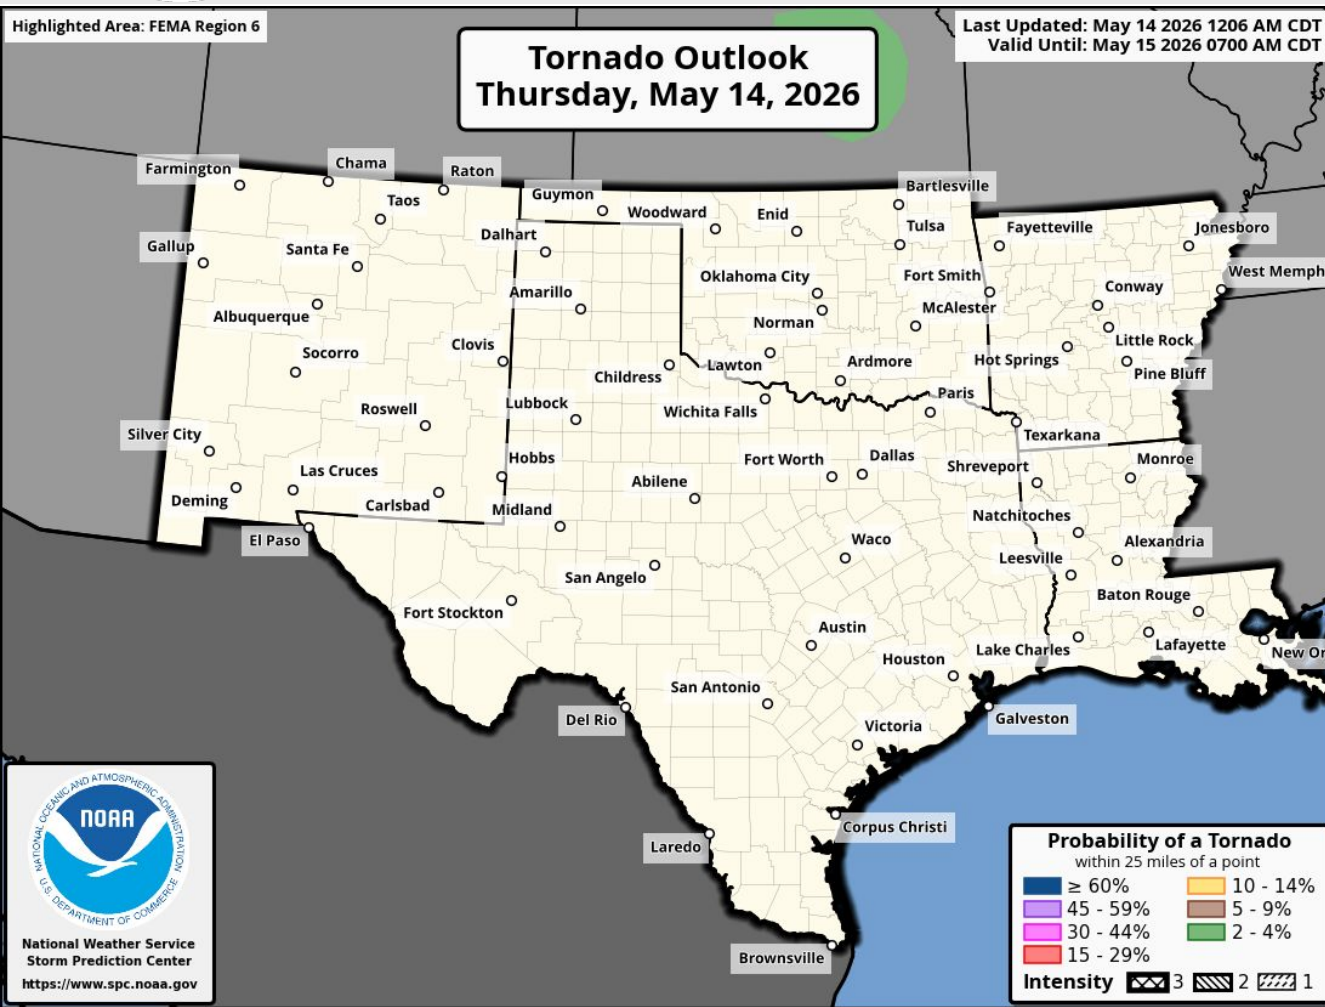 Highlighted Area: FEMA Region 6
Last Updated: May 14 2026 1206 AM CDT
Valid Until: May 15 2026 0700 AM CDT
Tornado Outlook
Thursday, May 14, 2026
Farmington
Chama
Raton
Taos
Guymon
Woodward
Enid
Bartlesville
Tulsa
Fayetteville
Jonesboro
Gallup
Santa Fe
Dalhart
Oklahoma City
Fort Smith
West Memph
Amarillo
Conway
Albuquerque
Norman
McAlester
Little Rock
Socorro
Clovis
Childress
Lawton
Ardmore
Hot Springs
Pine Bluff
Roswell
Lubbock
Wichita Falls
Paris
Silver City
Texarkana
Las Cruces
Hobbs
Abilene
Fort Worth
Dallas
Shreveport
Monroe
Deming
Carlsbad
Midland
Natchitoches
El Paso
Waco
Leesville
Alexandria
San Angelo
Baton Rouge
Fort Stockton
Austin
Lake Charles
Lafayette
New Or
Houston
San Antonio
Del Rio
Galveston
Victoria
Laredo
Corpus Christi
Brownsville
NATIONAL OCEANIC AND ATMOSPHERIC ADMINISTRATION
NOAA
U.S. DEPARTMENT OF COMMERCE
National Weather Service
Storm Prediction Center
https://www.spc.noaa.gov
Probability of a Tornado
within 25 miles of a point
≥ 60% 10 - 14%
45 - 59% 5 - 9%
30 - 44% 2 - 4%
15 - 29%
Intensity 3 2 1